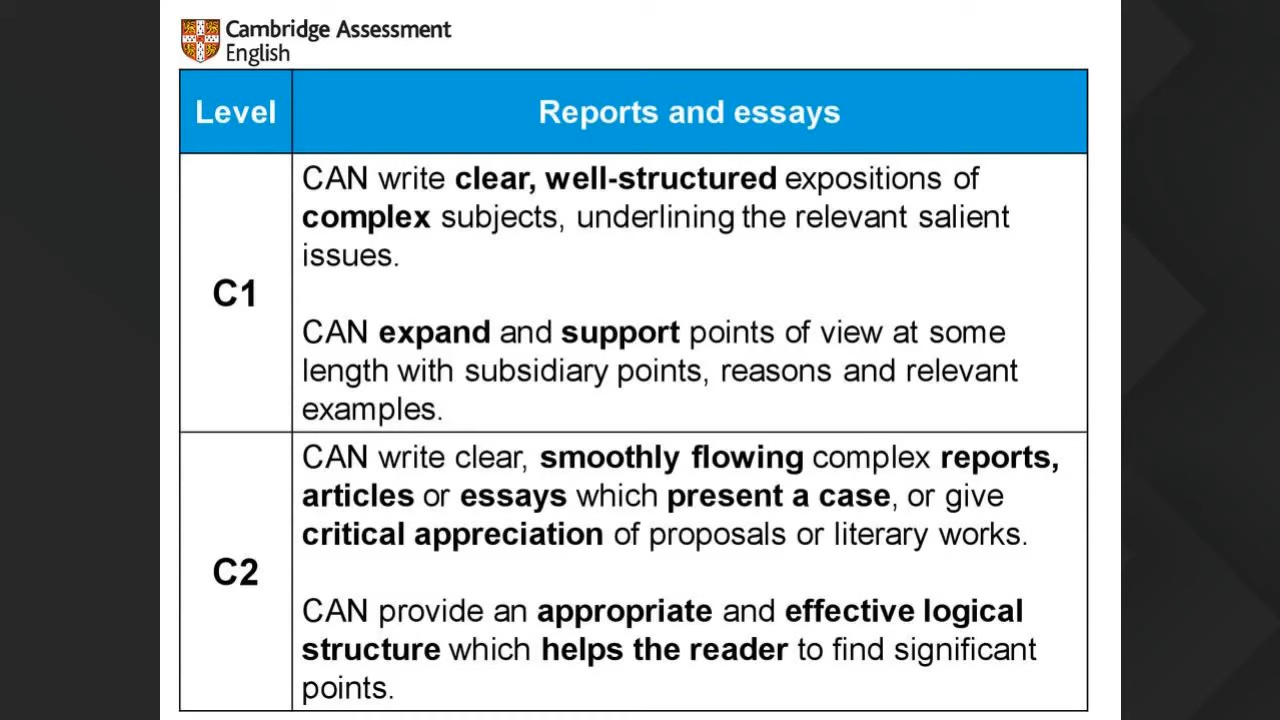 Cambridge Assessment
English
Level
Reports and essays
C1
CAN write clear, well-structured expositions of
complex subjects, underlining the relevant salient
issues.
CAN expand and support points of view at some
length with subsidiary points, reasons and relevant
examples.
C2
CAN write clear, smoothly flowing complex reports,
articles or essays which present a case, or give
critical appreciation of proposals or literary works.
CAN provide an appropriate and effective logical
structure which helps the reader to find significant
points.